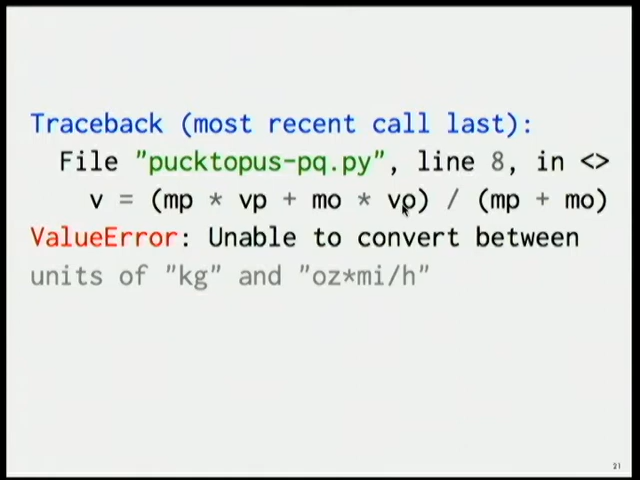 Traceback (most recent call last):
File "pucktopus-pq.py", line 8, in <>
v = (mp * vp + mo * vo) / (mp + mo)
ValueError: Unable to convert between
units of "kg" and "oz*mi/h"
21